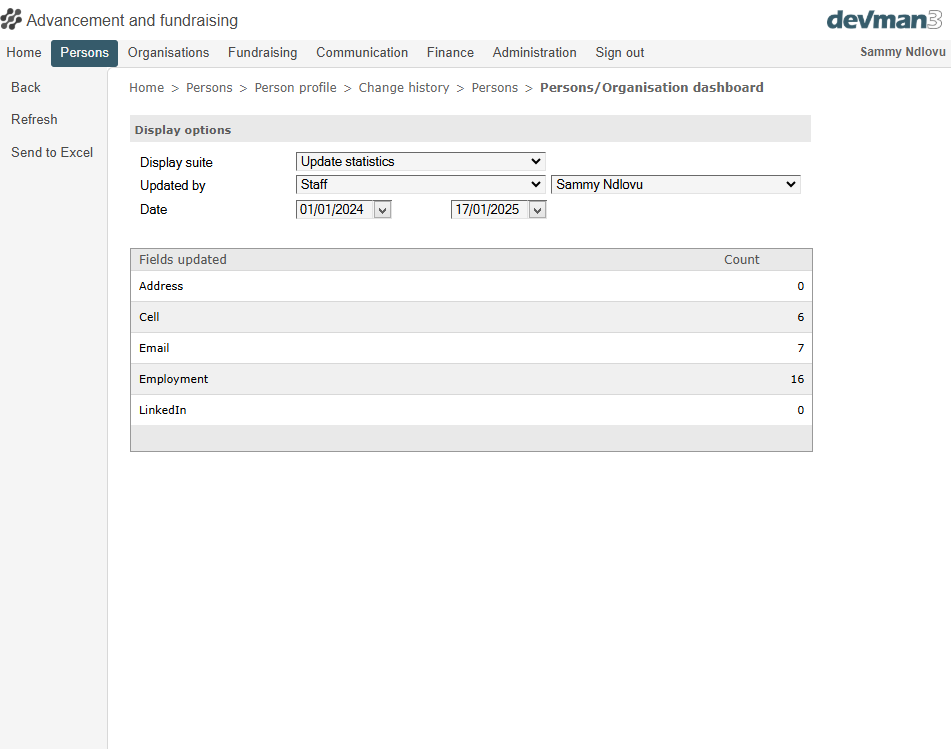 Advancement and fundraising devman3
Home Persons Organisations Fundraising Communication Finance Administration Sign out Sammy Ndlovu
Back
Refresh
Send to Excel
Home > Persons > Person profile > Change history > Persons > Persons/Organisation dashboard
Display options
Display suite Update statistics
Updated by Staff Sammy Ndlovu
Date 01/01/2024 17/01/2025
Fields updated Count
Address 0
Cell 6
Email 7
Employment 16
LinkedIn 0